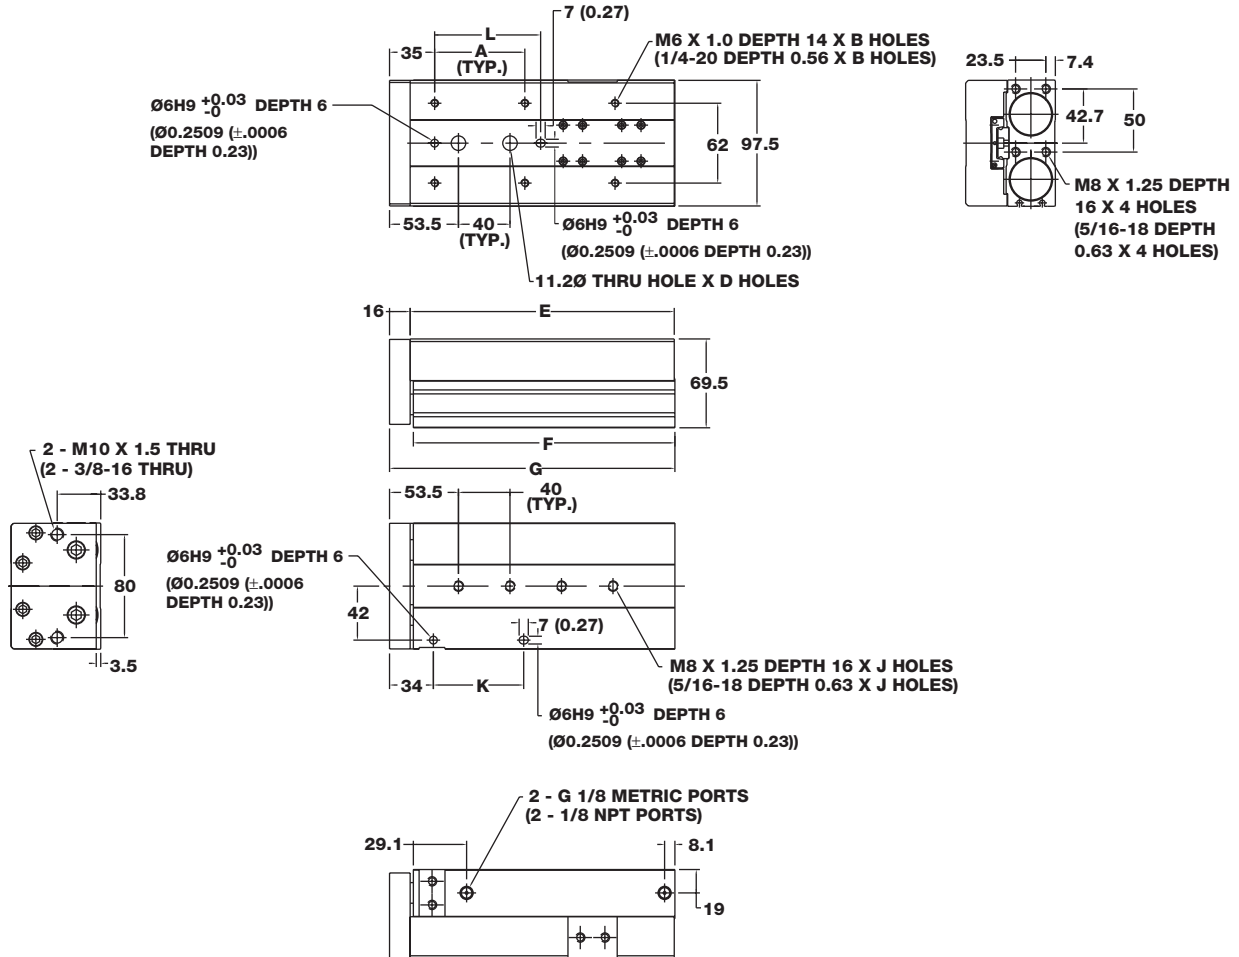 7 (0.27)
L
35
A
(TYP.)
M6 X 1.0 DEPTH 14 X B HOLES
(1/4-20 DEPTH 0.56 X B HOLES)
Ø6H9 +0.03 -0 DEPTH 6
(Ø0.2509 (±.0006
DEPTH 0.23))
62
97.5
53.5
40
(TYP.)
Ø6H9 +0.03 -0 DEPTH 6
(Ø0.2509 (±.0006 DEPTH 0.23))
11.2Ø THRU HOLE X D HOLES
23.5
7.4
42.7
50
M8 X 1.25 DEPTH
16 X 4 HOLES
(5/16-18 DEPTH
0.63 X 4 HOLES)
16
E
69.5
F
G
2 - M10 X 1.5 THRU
(2 - 3/8-16 THRU)
33.8
80
3.5
53.5
40
(TYP.)
Ø6H9 +0.03 -0 DEPTH 6
(Ø0.2509 (±.0006
DEPTH 0.23))
42
7 (0.27)
34
K
M8 X 1.25 DEPTH 16 X J HOLES
(5/16-18 DEPTH 0.63 X J HOLES)
Ø6H9 +0.03 -0 DEPTH 6
(Ø0.2509 (±.0006 DEPTH 0.23))
2 - G 1/8 METRIC PORTS
(2 - 1/8 NPT PORTS)
29.1
8.1
19